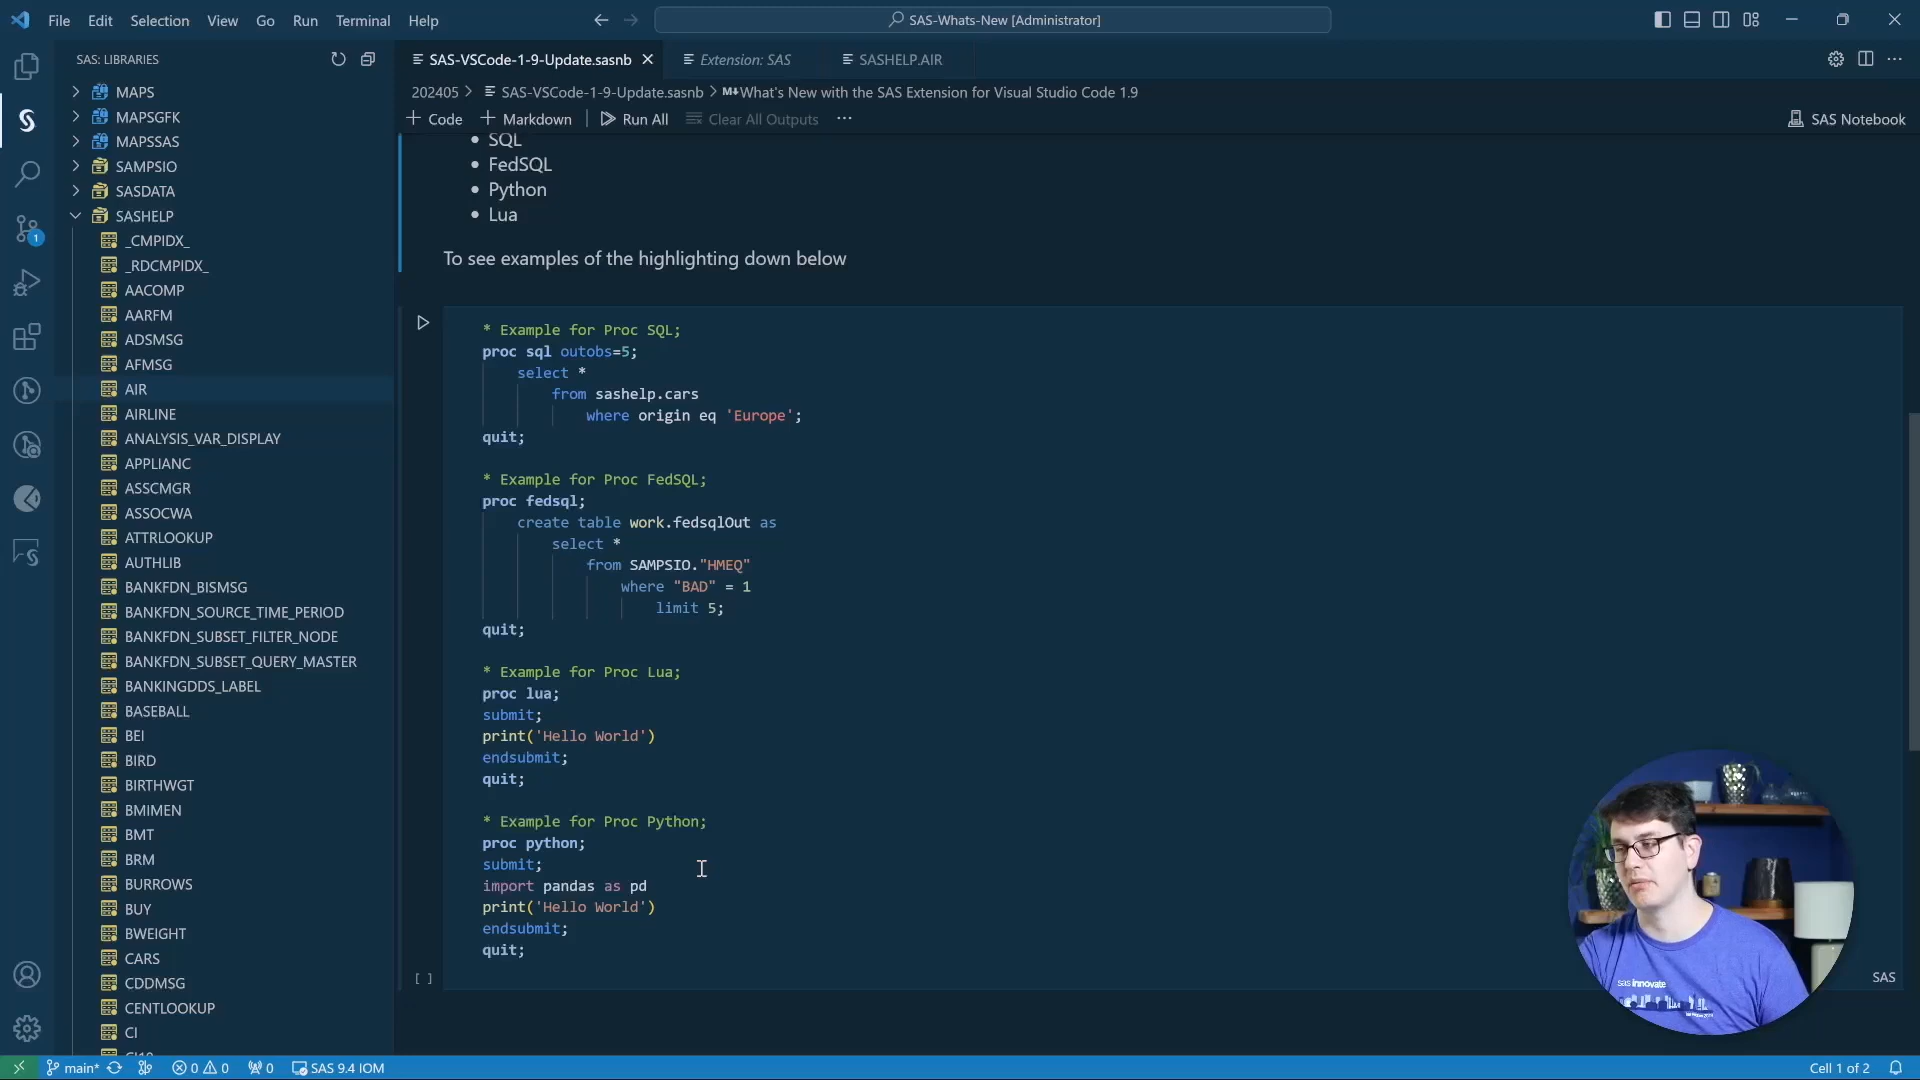 File Edit Selection View Go Run Terminal Help
SAS-Whats-New [Administrator]
SAS: LIBRARIES
MAPS
MAPSGFK
MAPSSAS
SAMPSIO
SASDATA
SASHELP
_CMPIDX_
_RDCMPIDX_
AACOMP
AARFM
ADSMSG
AFMSG
AIR
AIRLINE
ANALYSIS_VAR_DISPLAY
APPLIANC
ASSCMGR
ASSOCWA
ATTRLOOKUP
AUTHLIB
BANKFDN_BISMSG
BANKFDN_SOURCE_TIME_PERIOD
BANKFDN_SUBSET_FILTER_NODE
BANKFDN_SUBSET_QUERY_MASTER
BANKINGDDS_LABEL
BASEBALL
BEI
BIRD
BIRTHWGT
BMIMEN
BMT
BRM
BURROWS
BUY
BWEIGHT
CARS
CDDMSG
CENTLOOKUP
CI
SAS-VSCode-1-9-Update.sasnb Extension: SAS SASHELP.AIR
202405 > SAS-VSCode-1-9-Update.sasnb > M↓What's New with the SAS Extension for Visual Studio Code 1.9
+ Code + Markdown Run All Clear All Outputs ... SAS Notebook
• SQL
• FedSQL
• Python
• Lua
To see examples of the highlighting down below
* Example for Proc SQL;
proc sql outobs=5;
select *
from sashelp.cars
where origin eq 'Europe';
quit;
* Example for Proc FedSQL;
proc fedsql;
create table work.fedsqlOut as
select *
from SAMPSIO."HMEQ"
where "BAD" = 1
limit 5;
quit;
* Example for Proc Lua;
proc lua;
submit;
print('Hello World')
endsubmit;
quit;
* Example for Proc Python;
proc python;
submit;
import pandas as pd
print('Hello World')
endsubmit;
quit;
[ ]
SAS
sas innovate
1
main* 0 0 0 SAS 9.4 IOM
Cell 1 of 2